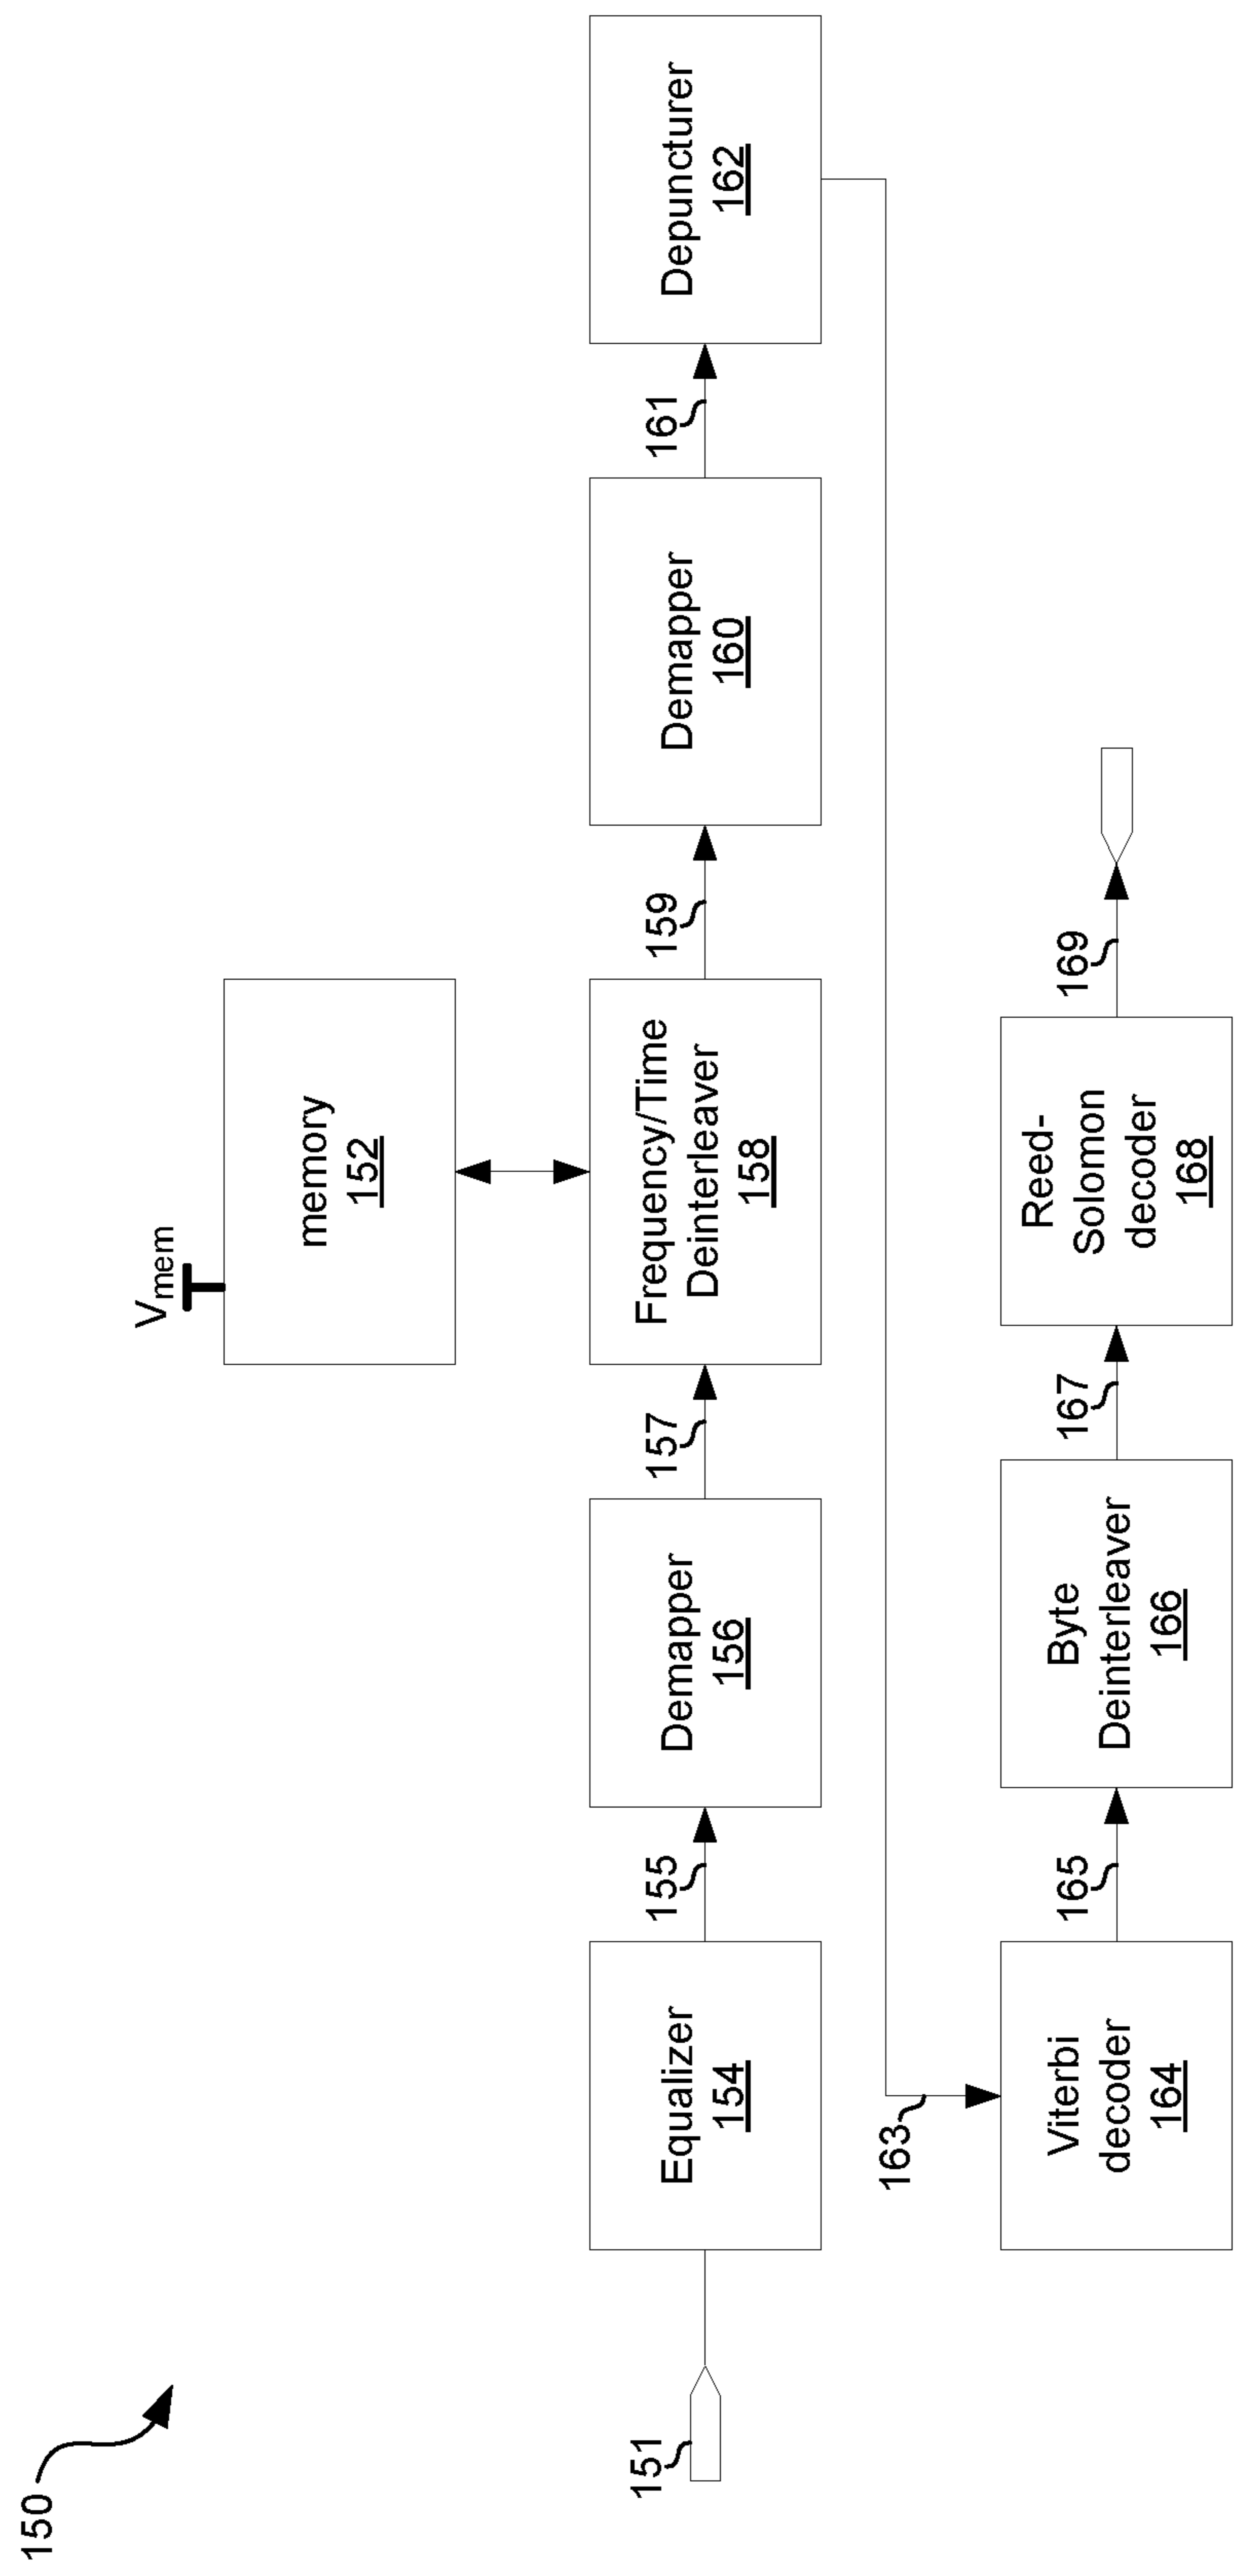 150
V mem
memory
152
151
Equalizer
154
155
Demapper
156
157
Frequency/Time
Deinterleaver
158
159
Demapper
160
161
Depuncturer
162
163
Viterbi
decoder
164
165
Byte
Deinterleaver
166
167
Reed-
Solomon
decoder
168
169